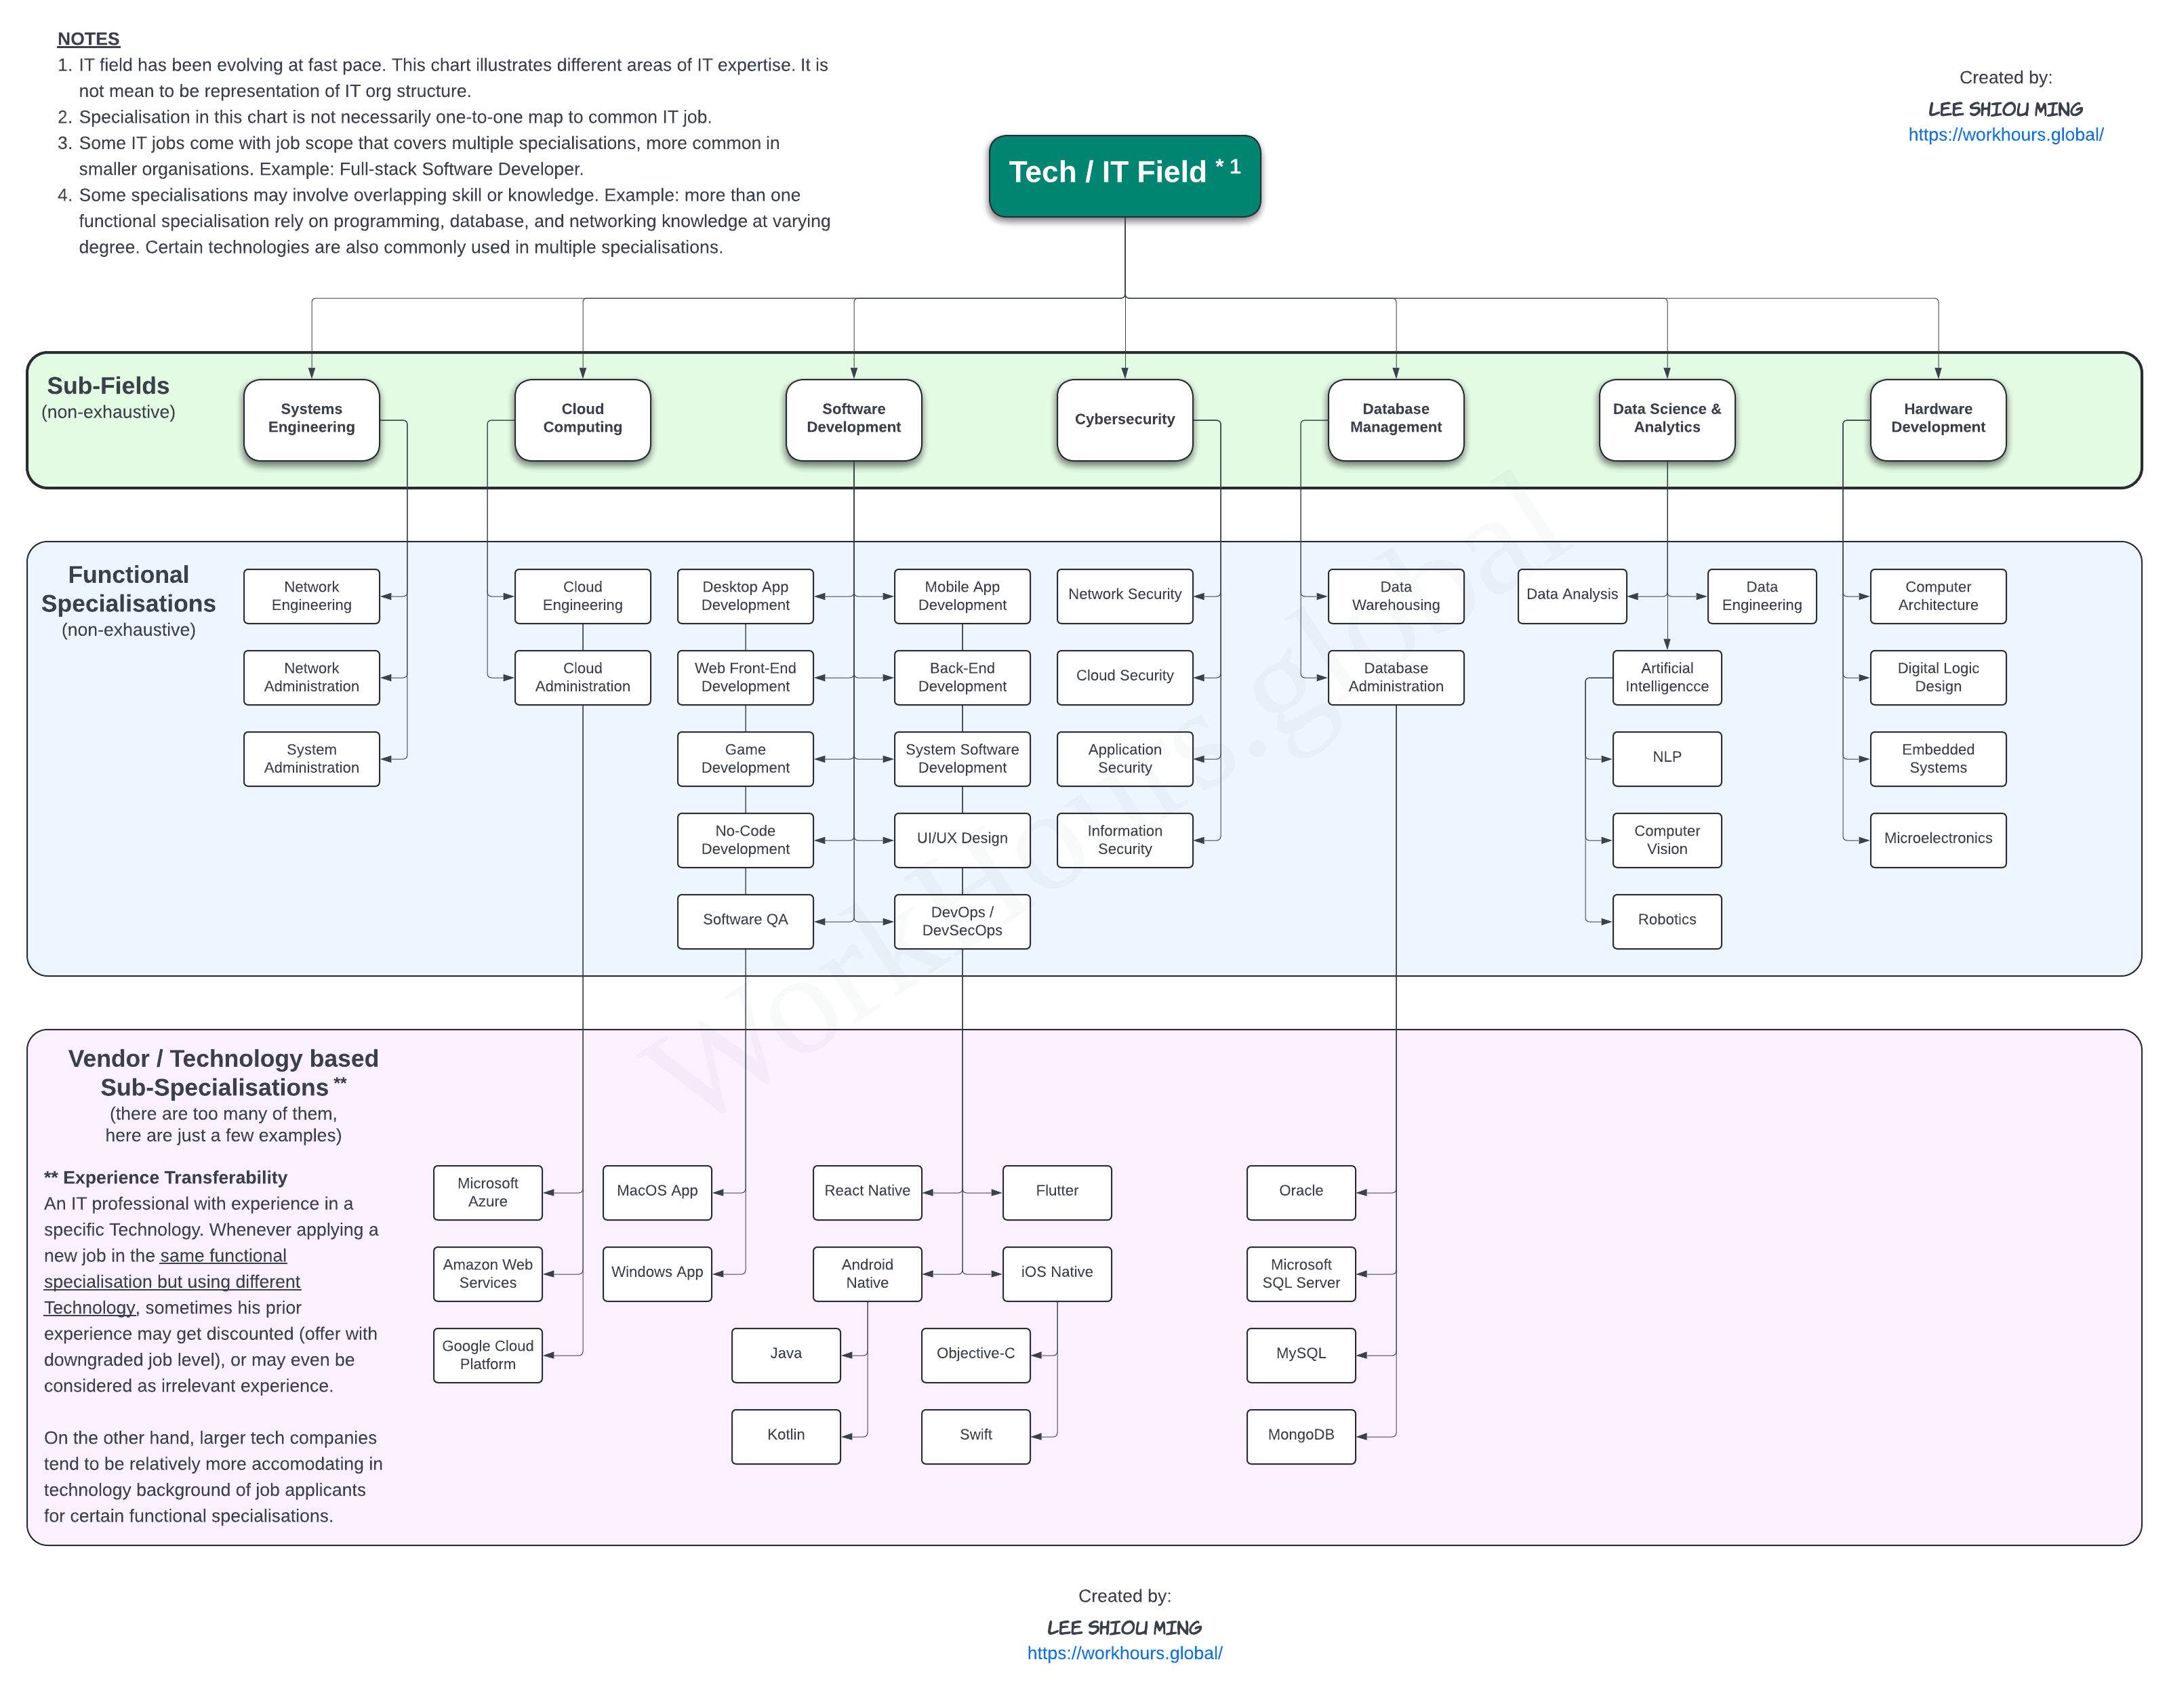 NOTES
1. IT field has been evolving at fast pace. This chart illustrates different areas of IT expertise. It is
not mean to be representation of IT org structure.
2. Specialisation in this chart is not necessarily one-to-one map to common IT job.
3. Some IT jobs come with job scope that covers multiple specialisations, more common in
smaller organisations. Example: Full-stack Software Developer.
4. Some specialisations may involve overlapping skill or knowledge. Example: more than one
functional specialisation rely on programming, database, and networking knowledge at varying
degree. Certain technologies are also commonly used in multiple specialisations.
Created by:
LEE SHIOU MING
https://workhours.global/
Tech / IT Field * 1
Sub-Fields
(non-exhaustive)
Systems
Engineering
Cloud
Computing
Software
Development
Cybersecurity
Database
Management
Data Science &
Analytics
Hardware
Development
Functional
Specialisations
(non-exhaustive)
Network
Engineering
Network
Administration
System
Administration
Cloud
Engineering
Cloud
Administration
Desktop App
Development
Web Front-End
Development
Game
Development
No-Code
Development
Software QA
Mobile App
Development
Back-End
Development
System Software
Development
UI/UX Design
DevOps /
DevSecOps
Network Security
Cloud Security
Application
Security
Information
Security
Data
Warehousing
Database
Administration
Data Analysis
Data
Engineering
Artificial
Intelligencce
NLP
Computer
Vision
Robotics
Computer
Architecture
Digital Logic
Design
Embedded
Systems
Microelectronics
WorkHours.global
Vendor / Technology based
Sub-Specialisations **
(there are too many of them,
here are just a few examples)
** Experience Transferability
An IT professional with experience in a
specific Technology. Whenever applying a
new job in the same functional
specialisation but using different
Technology, sometimes his prior
experience may get discounted (offer with
downgraded job level), or may even be
considered as irrelevant experience.
On the other hand, larger tech companies
tend to be relatively more accomodating in
technology background of job applicants
for certain functional specialisations.
Microsoft
Azure
Amazon Web
Services
Google Cloud
Platform
MacOS App
Windows App
React Native
Flutter
Android
Native
iOS Native
Java
Kotlin
Objective-C
Swift
Oracle
Microsoft
SQL Server
MySQL
MongoDB
Created by:
LEE SHIOU MING
https://workhours.global/